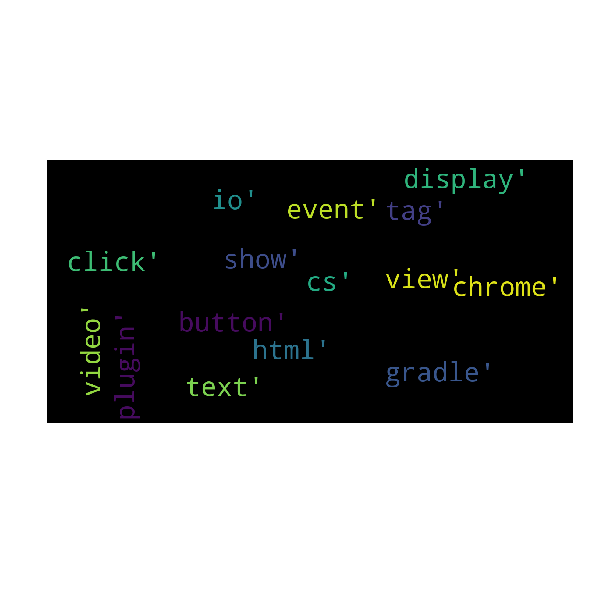 display'
io'
event'
tag'
click'
show'
cs'
view'
chrome'
video'
plugin'
button'
html'
text'
gradle'